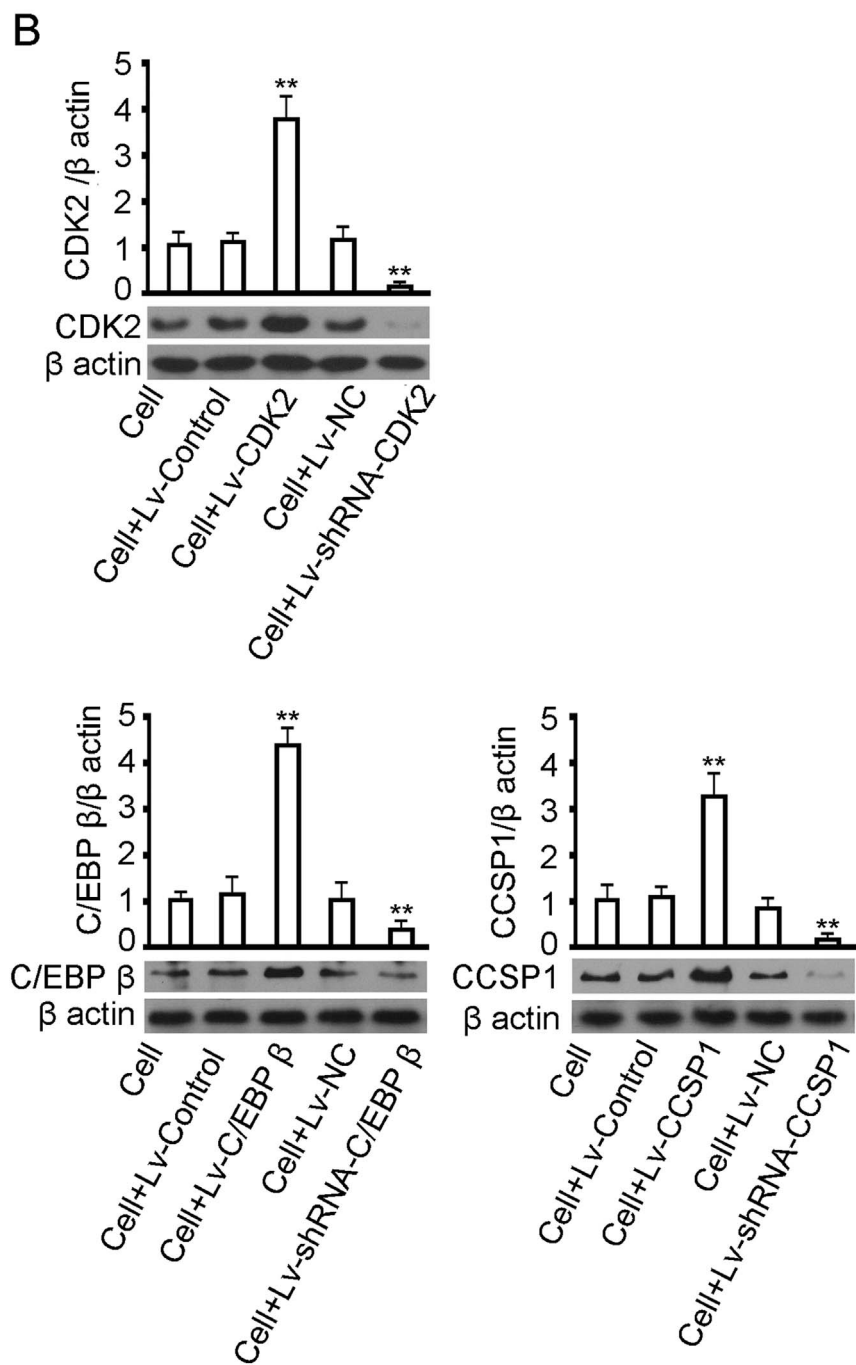 B
CDK2 /β actin
5
4
3
2
1
0
**
**
CDK2
β actin
Cell
Cell+Lv-Control
Cell+Lv-CDK2
Cell+Lv-NC
Cell+Lv-shRNA-CDK2
C/EBP β/β actin
5
4
3
2
1
0
**
**
C/EBP β
β actin
Cell
Cell+Lv-Control
Cell+Lv-C/EBP β
Cell+Lv-NC
Cell+Lv-shRNA-C/EBP β
CCSP1/β actin
5
4
3
2
1
0
**
**
CCSP1
β actin
Cell
Cell+Lv-Control
Cell+Lv-CCSP1
Cell+Lv-NC
Cell+Lv-shRNA-CCSP1